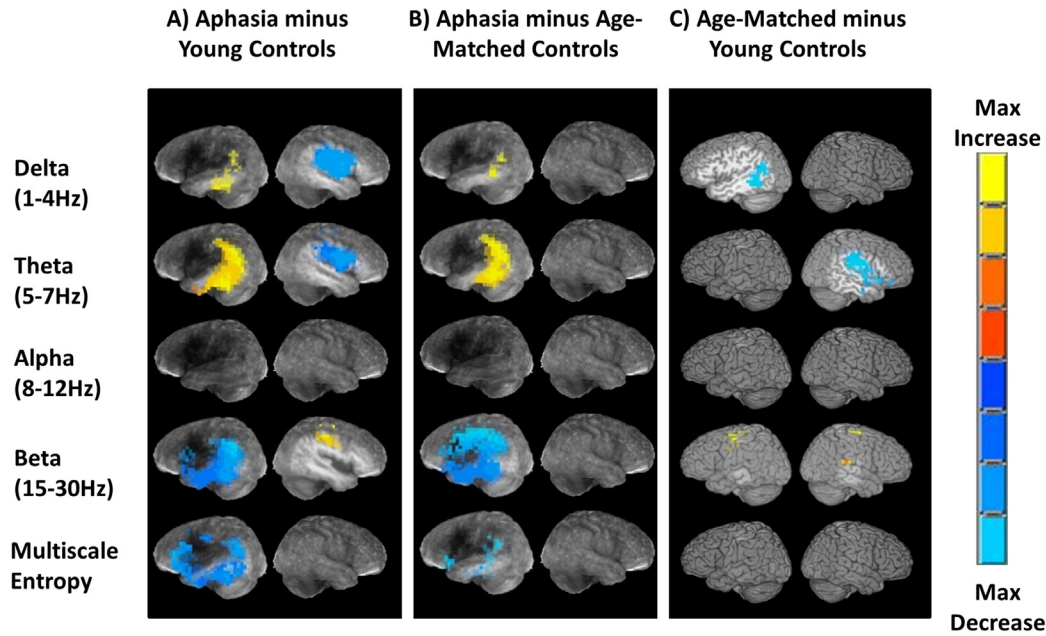 A) Aphasia minus
Young Controls
B) Aphasia minus Age-
Matched Controls
C) Age-Matched minus
Young Controls
Max
Increase
Delta
(1-4Hz)
Theta
(5-7Hz)
Alpha
(8-12Hz)
Beta
(15-30Hz)
Multiscale
Entropy
Max
Decrease